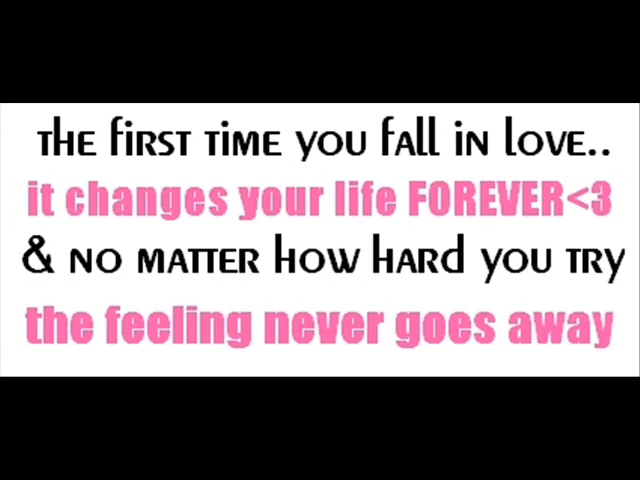 THE fiRST TiME YOU fAll iN lOVE..
it changes your life FOREVER<3
& NO MATTER HOW HARd YOU TRY
the feeling never goes away